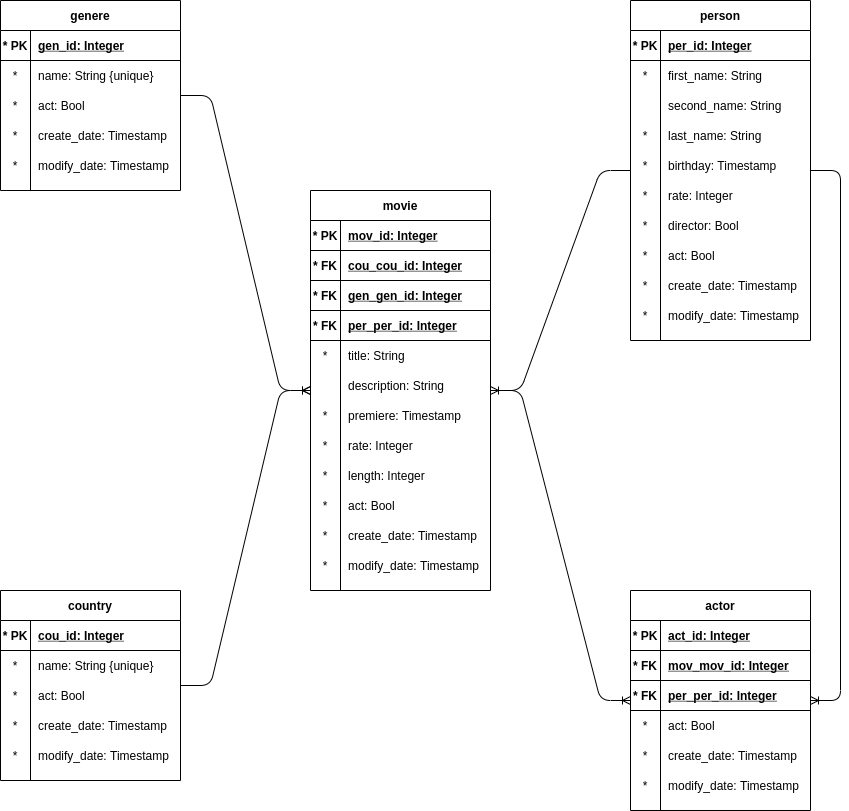 genere
* PK gen_id: Integer
* name: String {unique}
* act: Bool
* create_date: Timestamp
* modify_date: Timestamp
person
* PK per_id: Integer
* first_name: String
second_name: String
* last_name: String
* birthday: Timestamp
* rate: Integer
* director: Bool
* act: Bool
* create_date: Timestamp
* modify_date: Timestamp
movie
* PK mov_id: Integer
* FK cou_cou_id: Integer
* FK gen_gen_id: Integer
* FK per_per_id: Integer
* title: String
description: String
* premiere: Timestamp
* rate: Integer
* length: Integer
* act: Bool
* create_date: Timestamp
* modify_date: Timestamp
country
* PK cou_id: Integer
* name: String {unique}
* act: Bool
* create_date: Timestamp
* modify_date: Timestamp
actor
* PK act_id: Integer
* FK mov_mov_id: Integer
* FK per_per_id: Integer
* act: Bool
* create_date: Timestamp
* modify_date: Timestamp